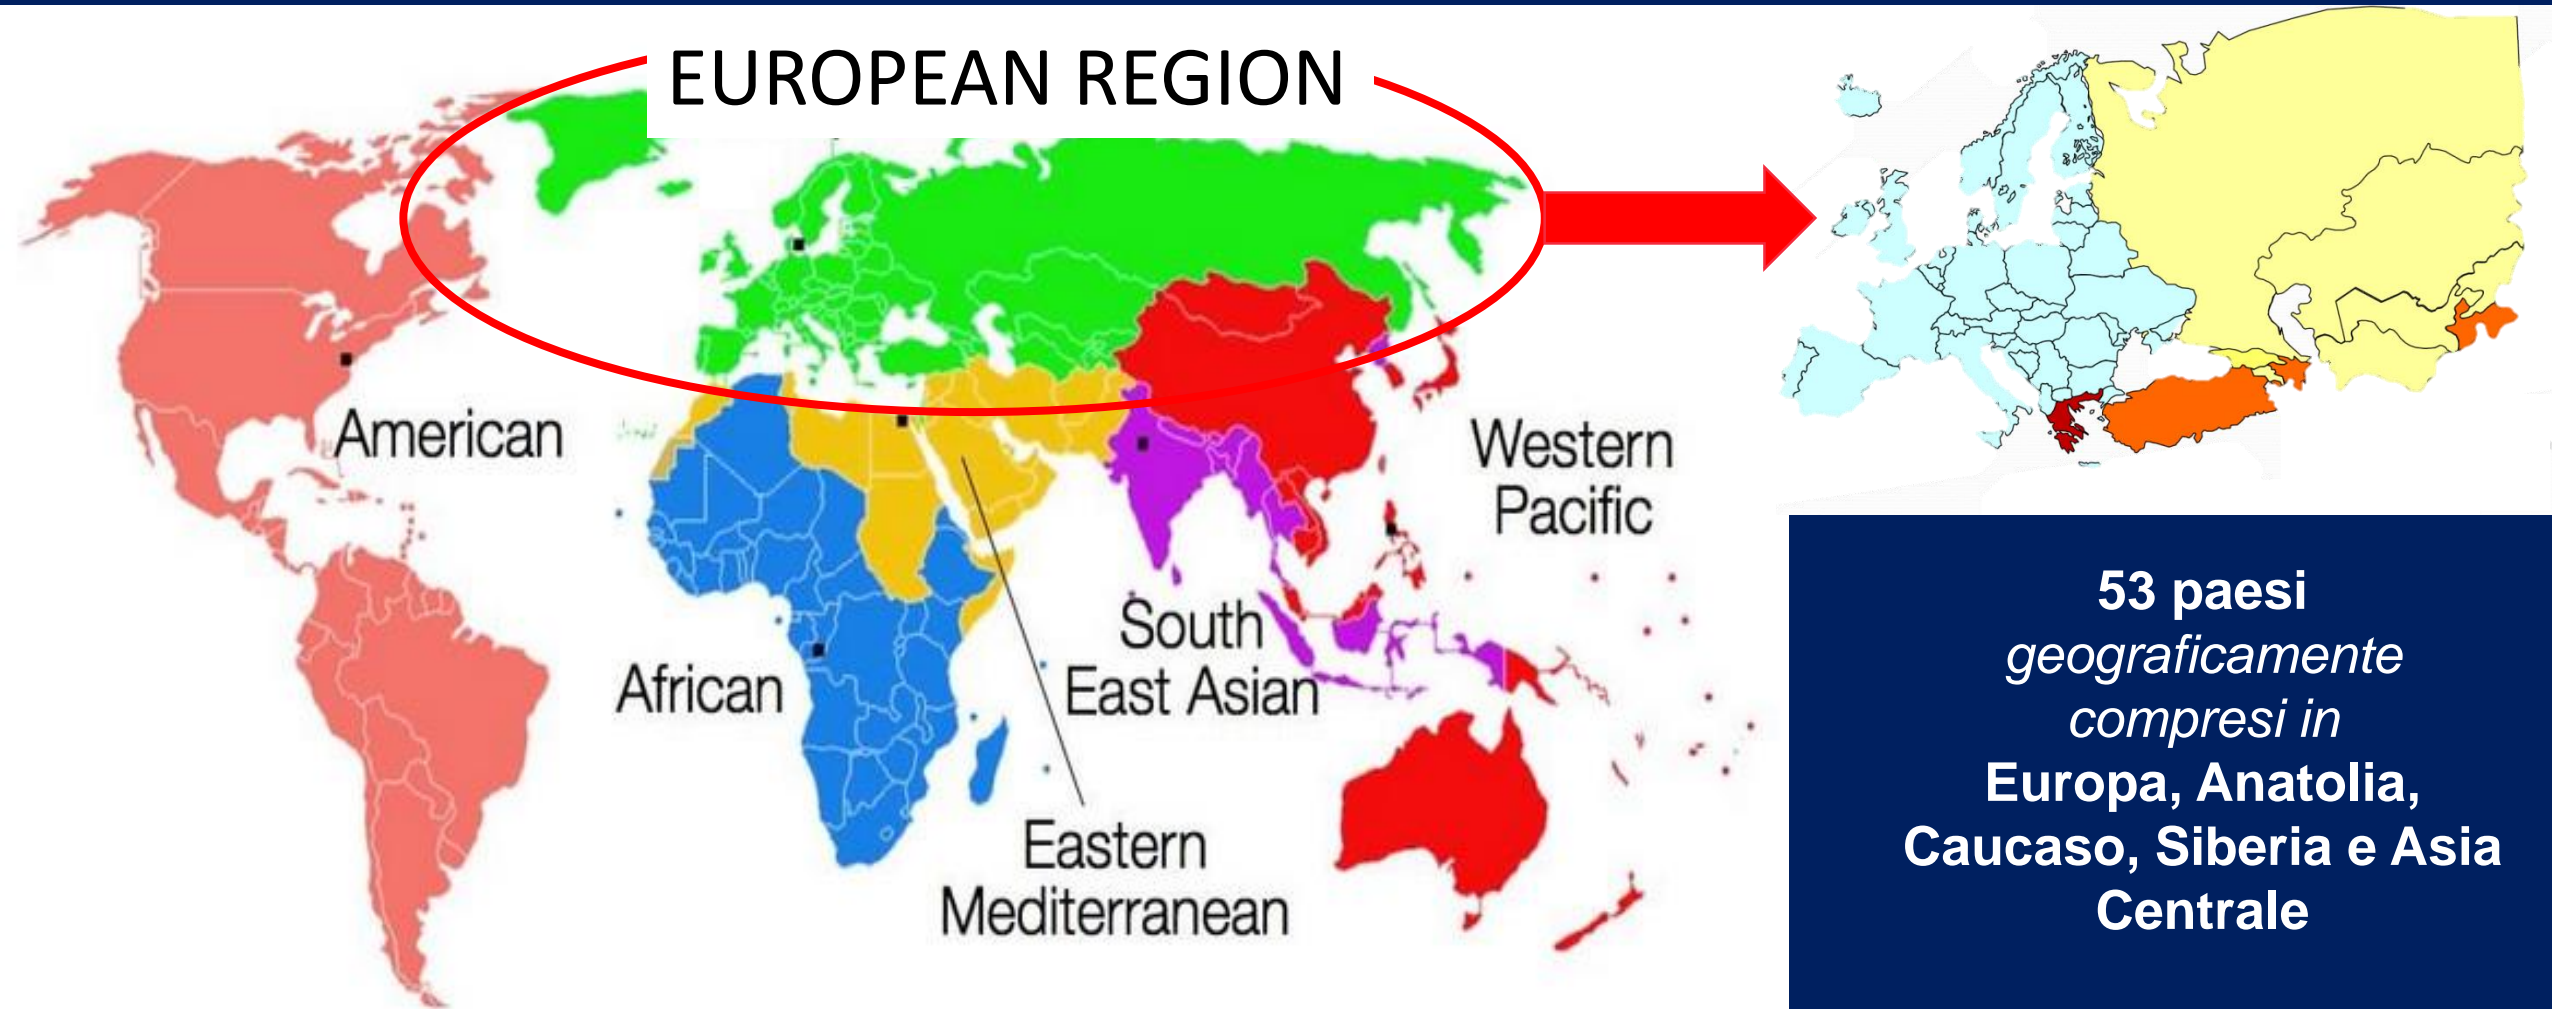 EUROPEAN REGION
American
Western
Pacific
South
East Asian
African
Eastern
Mediterranean
53 paesi
geograficamente
compresi in
Europa, Anatolia,
Caucaso, Siberia e Asia
Centrale